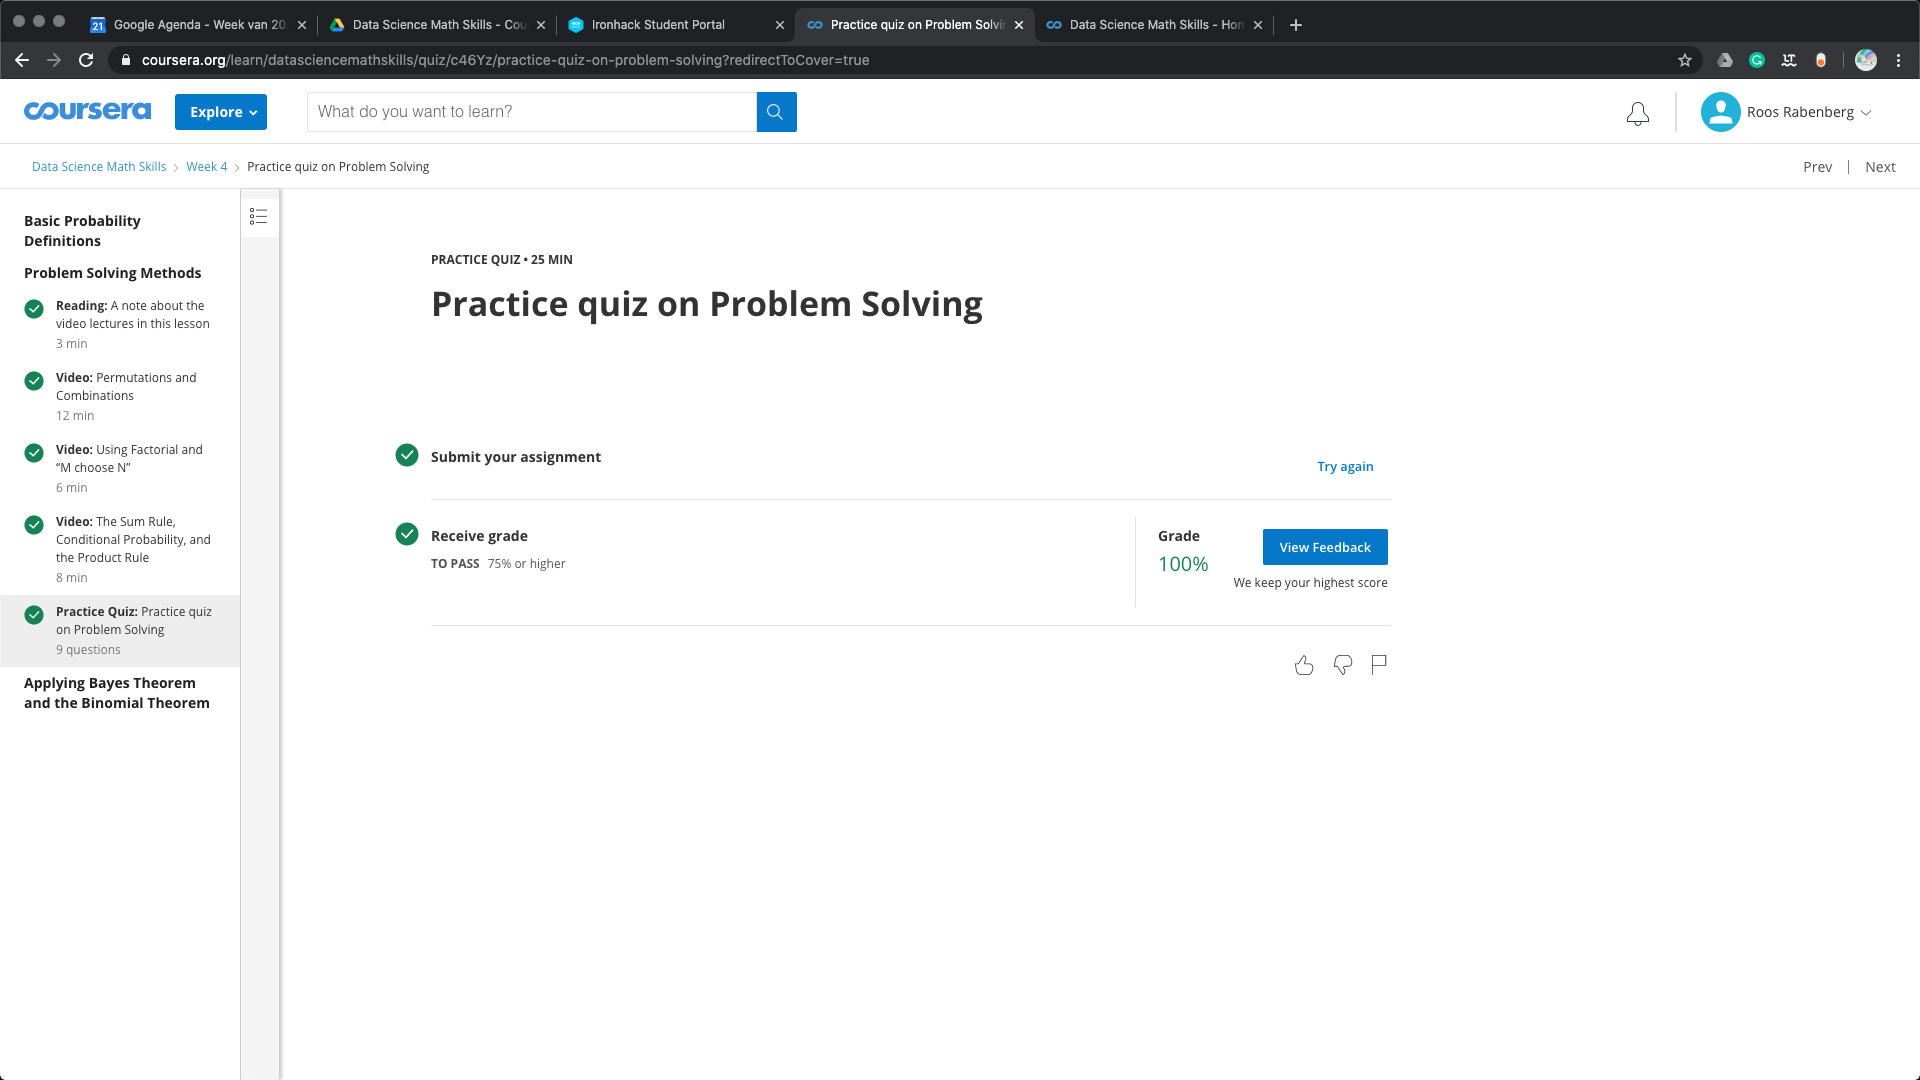 21 Google Agenda - Week van 20
Data Science Math Skills - Cou
Ironhack Student Portal
Practice quiz on Problem Solvi
Data Science Math Skills - Hom
coursera.org/learn/datasciencemathskills/quiz/c46Yz/practice-quiz-on-problem-solving?redirectToCover=true
coursera
Explore
What do you want to learn?
Roos Rabenberg
Data Science Math Skills
Week 4
Practice quiz on Problem Solving
Prev | Next
Basic Probability
Definitions
Problem Solving Methods
Reading: A note about the
video lectures in this lesson
3 min
Video: Permutations and
Combinations
12 min
Video: Using Factorial and
“M choose N”
6 min
Video: The Sum Rule,
Conditional Probability, and
the Product Rule
8 min
Practice Quiz: Practice quiz
on Problem Solving
9 questions
Applying Bayes Theorem
and the Binomial Theorem
PRACTICE QUIZ • 25 MIN
Practice quiz on Problem Solving
Submit your assignment
Try again
Receive grade
TO PASS 75% or higher
Grade
100%
View Feedback
We keep your highest score